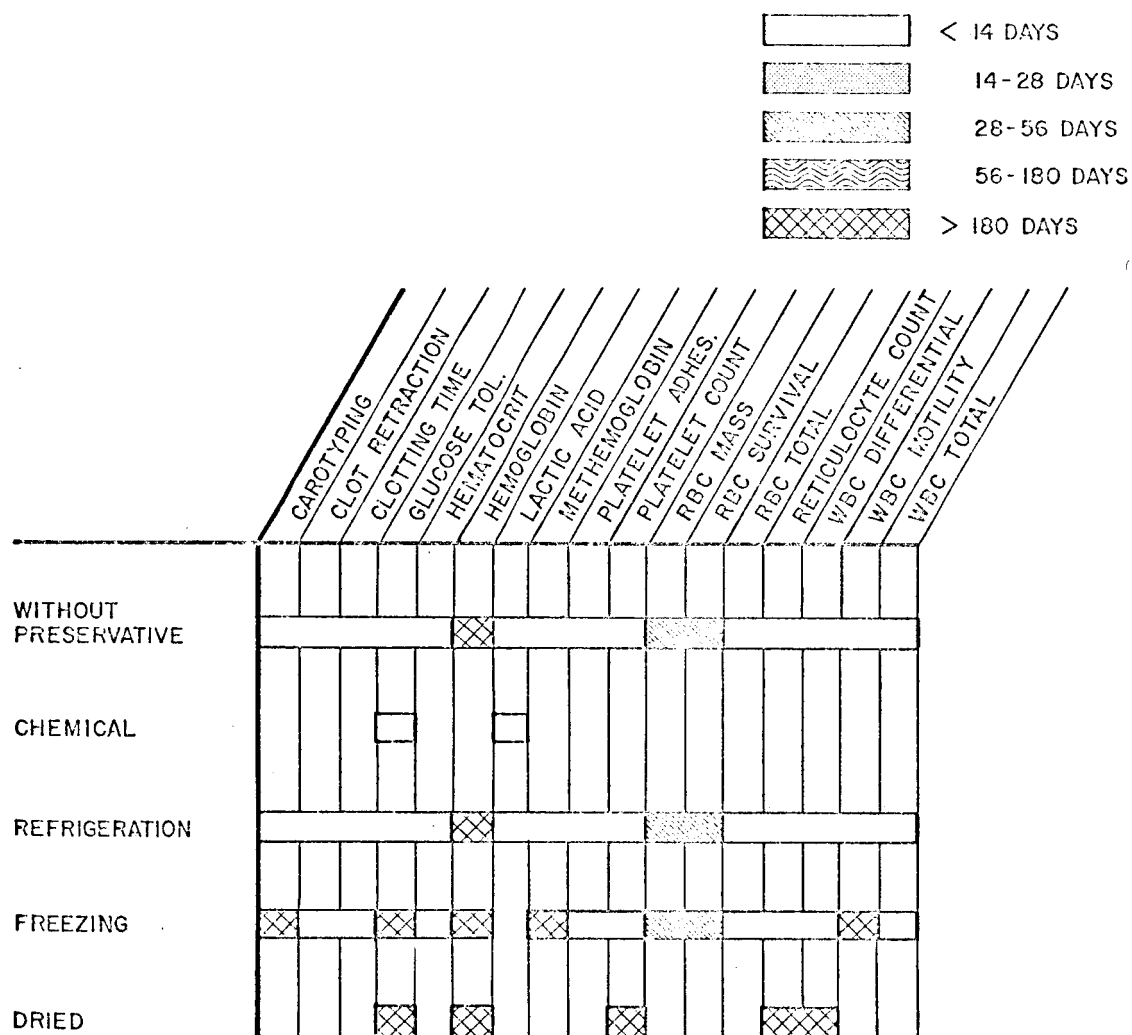 < 14 DAYS
14-28 DAYS
28-56 DAYS
56-180 DAYS
> 180 DAYS
CAROTYPING
CLOT RETRACTION
CLOTTING TIME
GLUCOSE TOL.
HEMATOCRIT
HEMOGLOBIN
LACTIC ACID
METHEMOGLOBIN
PLATELET ADHES.
PLATELET COUNT
RBC MASS
RBC SURVIVAL
RBC TOTAL
RETICULOCYTE COUNT
WBC DIFFERENTIAL
WBC MOTILITY
WBC TOTAL
WITHOUT
PRESERVATIVE
CHEMICAL
REFRIGERATION
FREEZING
DRIED